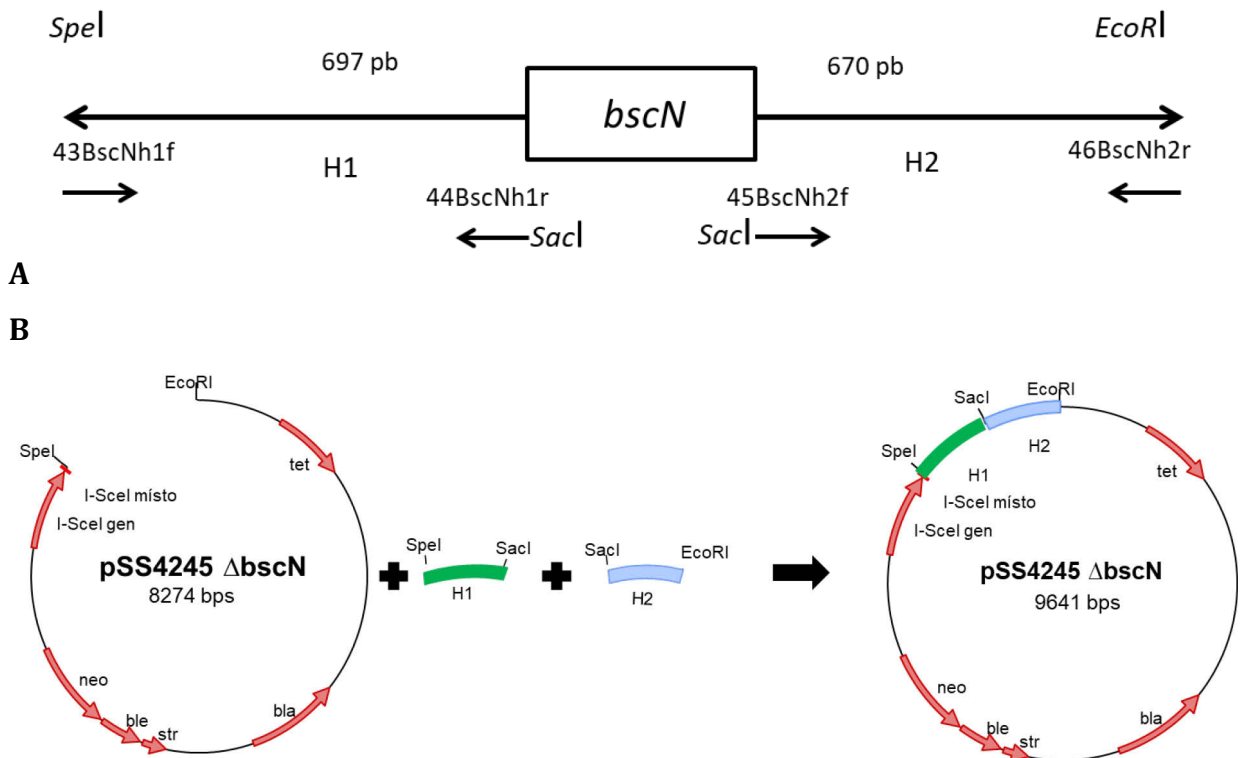 SpeI
EcoRI
697 pb
670 pb
bscN
43BscNh1f
H1
H2
46BscNh2r
44BscNh1r
45BscNh2f
SacI
SacI
A
B
EcoRI
SpeI
tet
I-SceI místo
I-SceI gen
pSS4245 ΔbscN
8274 bps
neo
ble
str
bla
SpeI
SacI
H1
SacI
EcoRI
H2
SacI
EcoRI
SpeI
H2
H1
tet
I-SceI místo
I-SceI gen
pSS4245 ΔbscN
9641 bps
neo
ble
str
bla